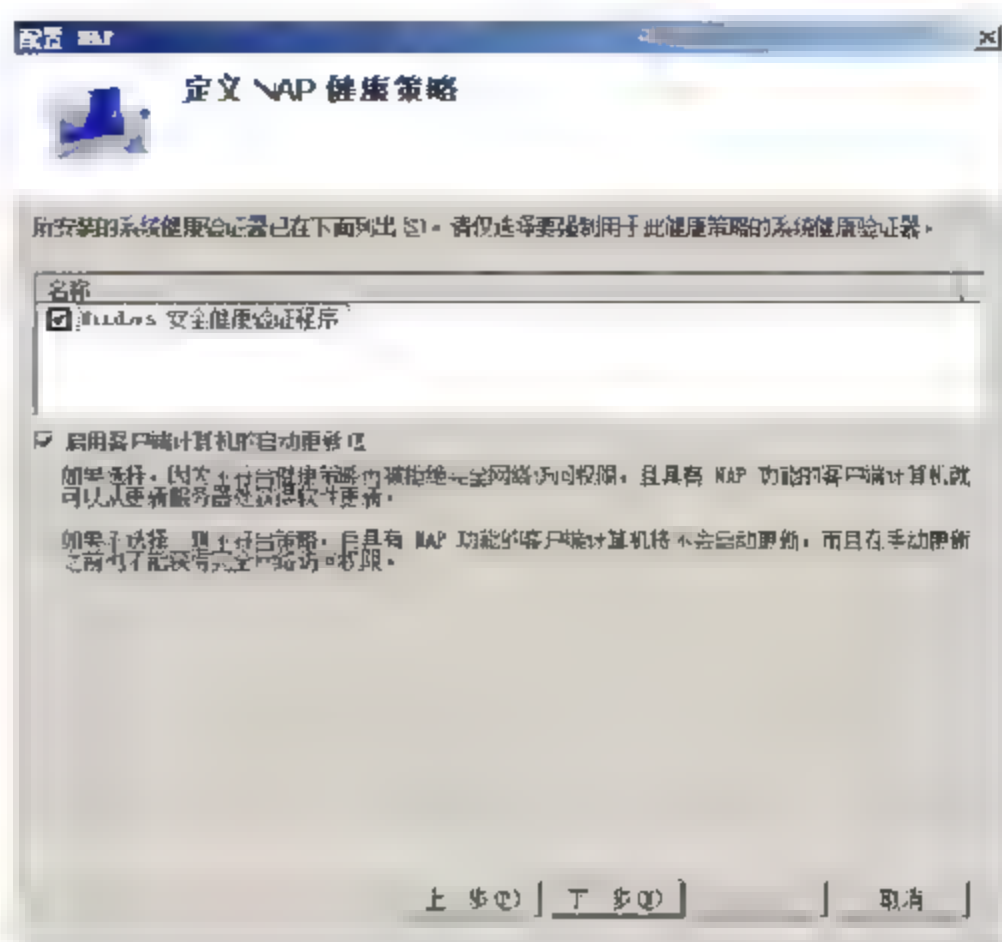 配置 NAP
定义 NAP 健康策略
所安装的系统健康验证器已在下面列出(S)。请仅选择要强制用于此健康策略的系统健康验证器。
名称
Windows 安全健康验证程序
启用客户端计算机的自动更新
如果选择，因为不符合健康策略而被拒绝完全网络访问权限，且具有 NAP 功能的客户端计算机就
可以从更新服务器处获得软件更新。
如果不选择，则不符合策略，且具有 NAP 功能的客户端计算机将不会自动更新，而且在手动更新
之前也不能获得完全网络访问权限。
上一步(P) 下一步(N) 取消